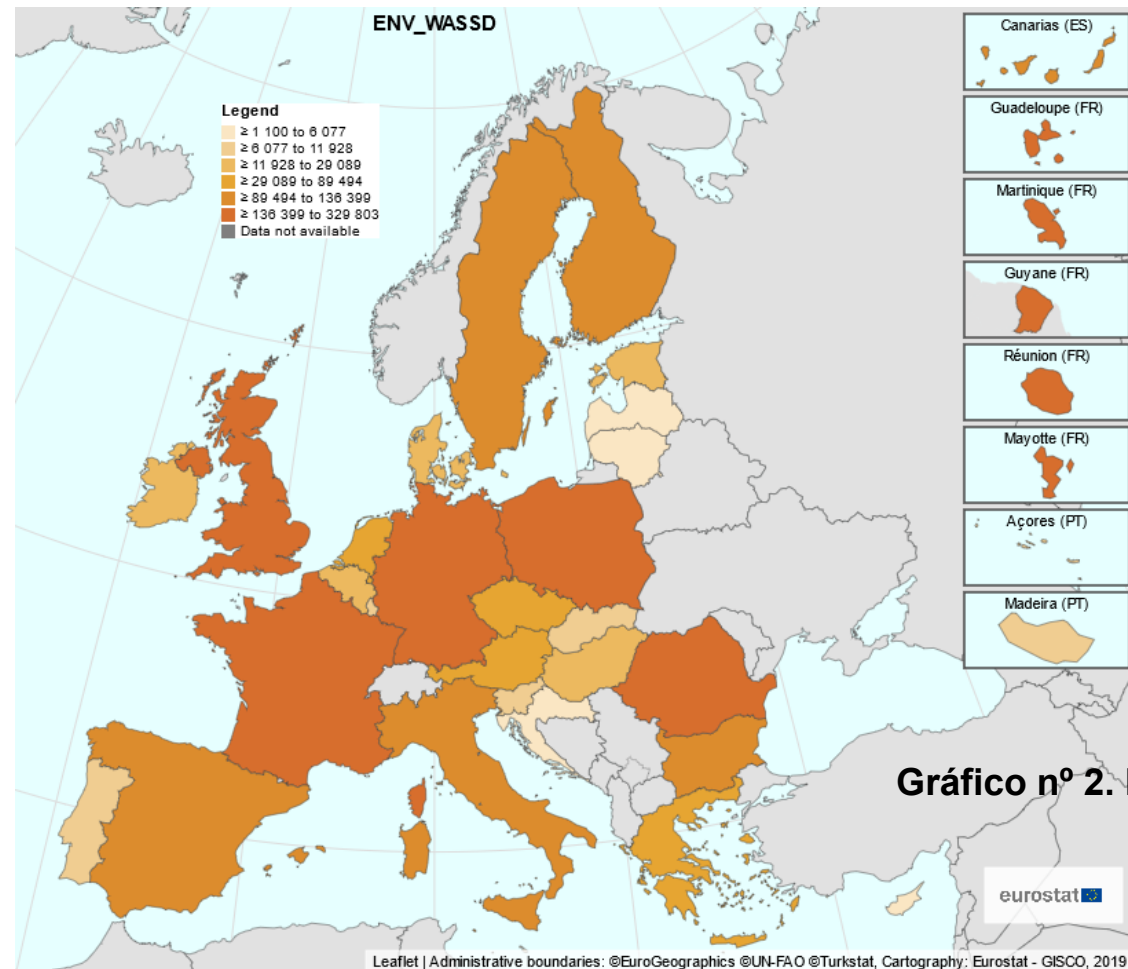 ENV_WASSD
Legend
≥ 1 100 to 6 077
≥ 6 077 to 11 928
≥ 11 928 to 29 089
≥ 29 089 to 89 494
≥ 89 494 to 136 399
≥ 136 399 to 329 803
Data not available
Canarias (ES)
Guadeloupe (FR)
Martinique (FR)
Guyane (FR)
Réunion (FR)
Mayotte (FR)
Açores (PT)
Madeira (PT)
Gráfico nº 2.
eurostat
Leaflet | Administrative boundaries: ©EuroGeographics ©UN-FAO ©Turkstat, Cartography: Eurostat - GISCO, 2019